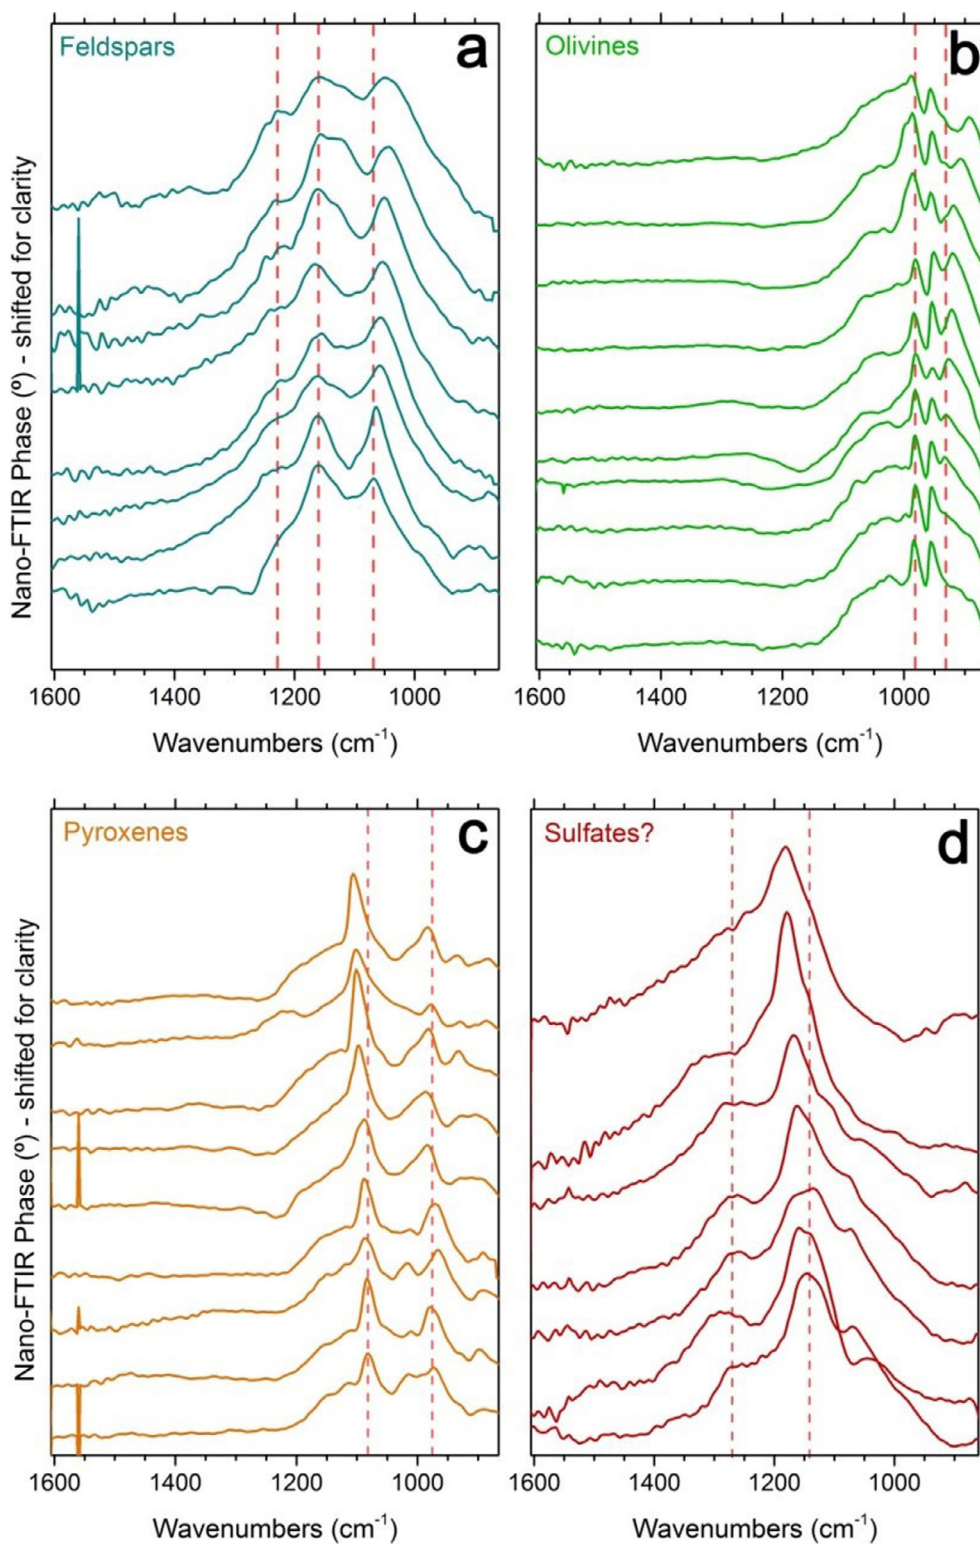 Feldspars
a
Olivines
b
Nano-FTIR Phase (º) - shifted for clarity
1600 1400 1200 1000
1600 1400 1200 1000
Wavenumbers (cm-1)
Wavenumbers (cm-1)
Pyroxenes
c
Sulfates?
d
Nano-FTIR Phase (º) - shifted for clarity
1600 1400 1200 1000
1600 1400 1200 1000
Wavenumbers (cm-1)
Wavenumbers (cm-1)